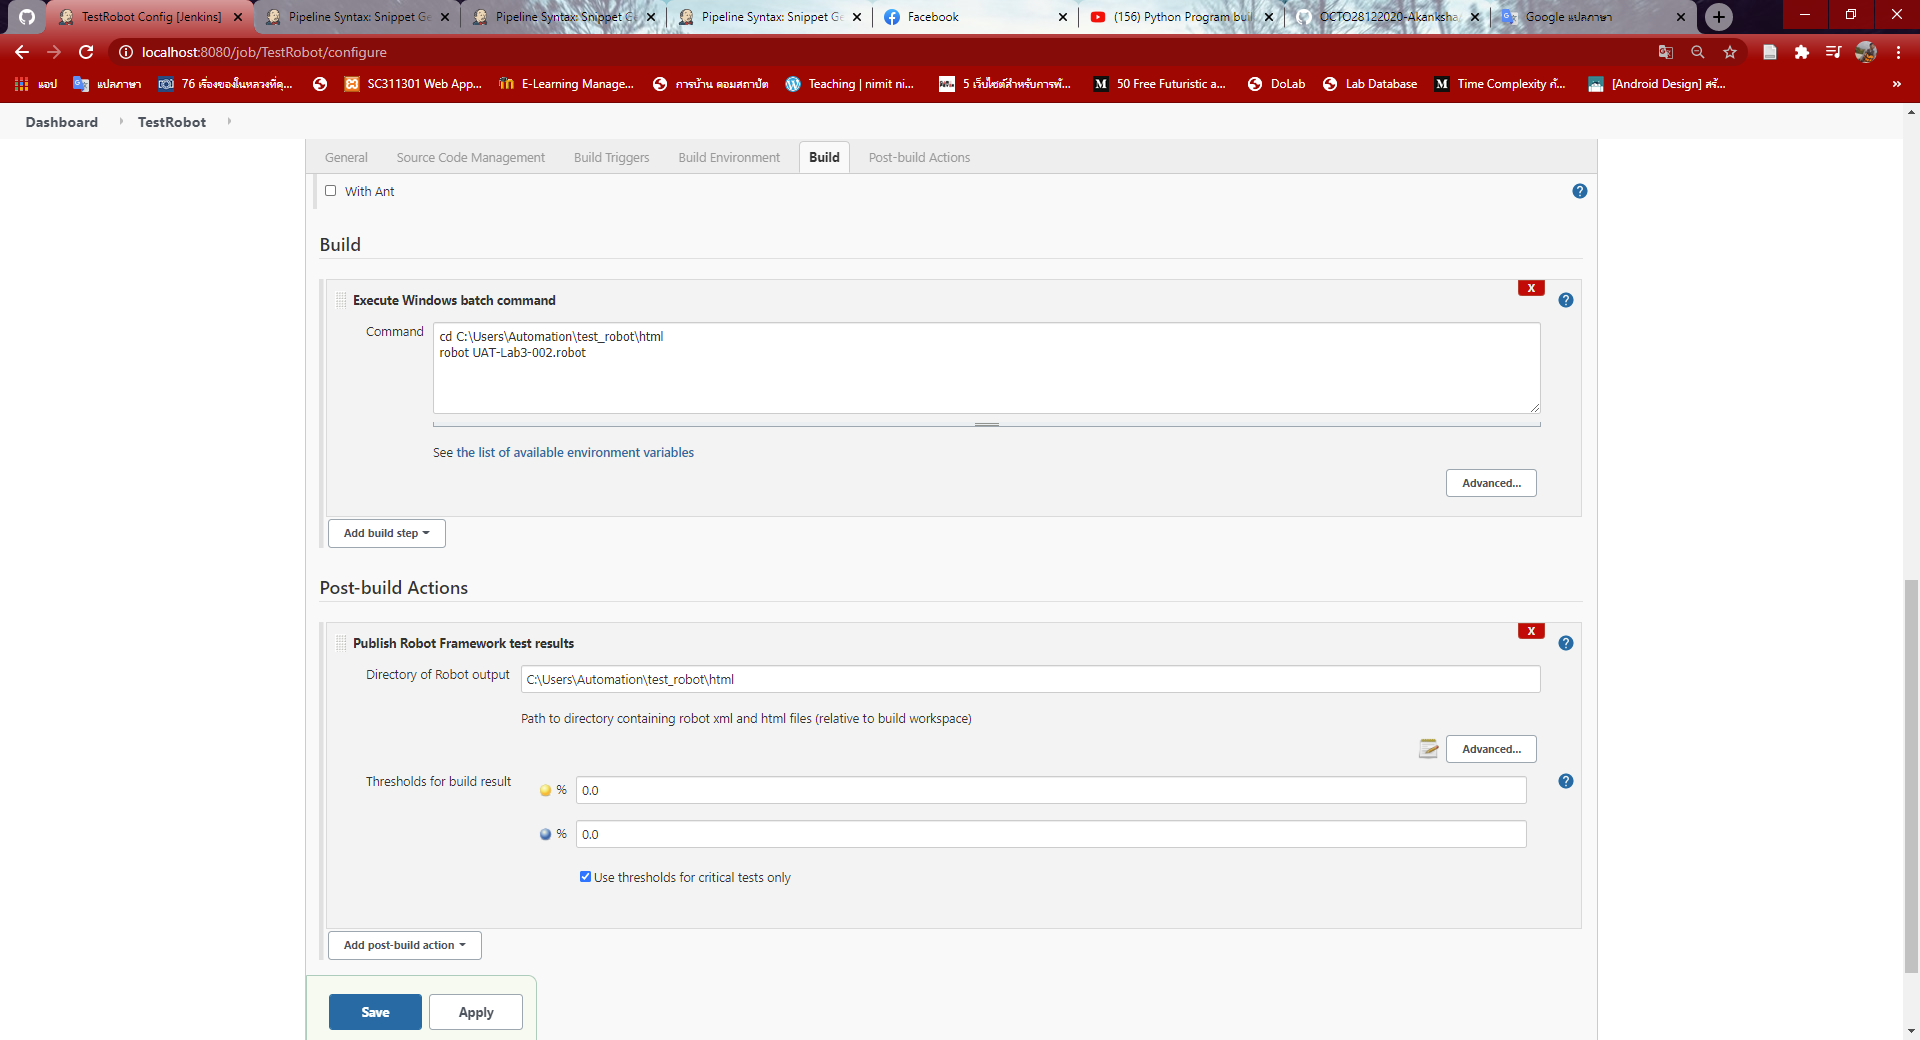 TestRobot Config [Jenkins]
Pipeline Syntax: Snippet Ge
Pipeline Syntax: Snippet G
Pipeline Syntax: Snippet Ge
Facebook
(156) Python Program bui
OCTO28122020-Akanksha
Google แปลภาษา
localhost:8080/job/TestRobot/configure
แอป
แปลภาษา
76 เรื่องของในหลวงที่คุ...
SC311301 Web App...
E-Learning Manage...
การบ้าน คอมสถาปัต
Teaching | nimit ni...
5 เว็บไซต์สำหรับการพั...
50 Free Futuristic a...
DoLab
Lab Database
Time Complexity คื...
[Android Design] สร้...
»
Dashboard
TestRobot
General
Source Code Management
Build Triggers
Build Environment
Build
Post-build Actions
With Ant
Build
X
Execute Windows batch command
Command
cd C:\Users\Automation\test_robot\html
robot UAT-Lab3-002.robot
See the list of available environment variables
Advanced...
Add build step
Post-build Actions
X
Publish Robot Framework test results
Directory of Robot output
C:\Users\Automation\test_robot\html
Path to directory containing robot xml and html files (relative to build workspace)
Advanced...
Thresholds for build result
% 0.0
% 0.0
Use thresholds for critical tests only
Add post-build action
Save
Apply